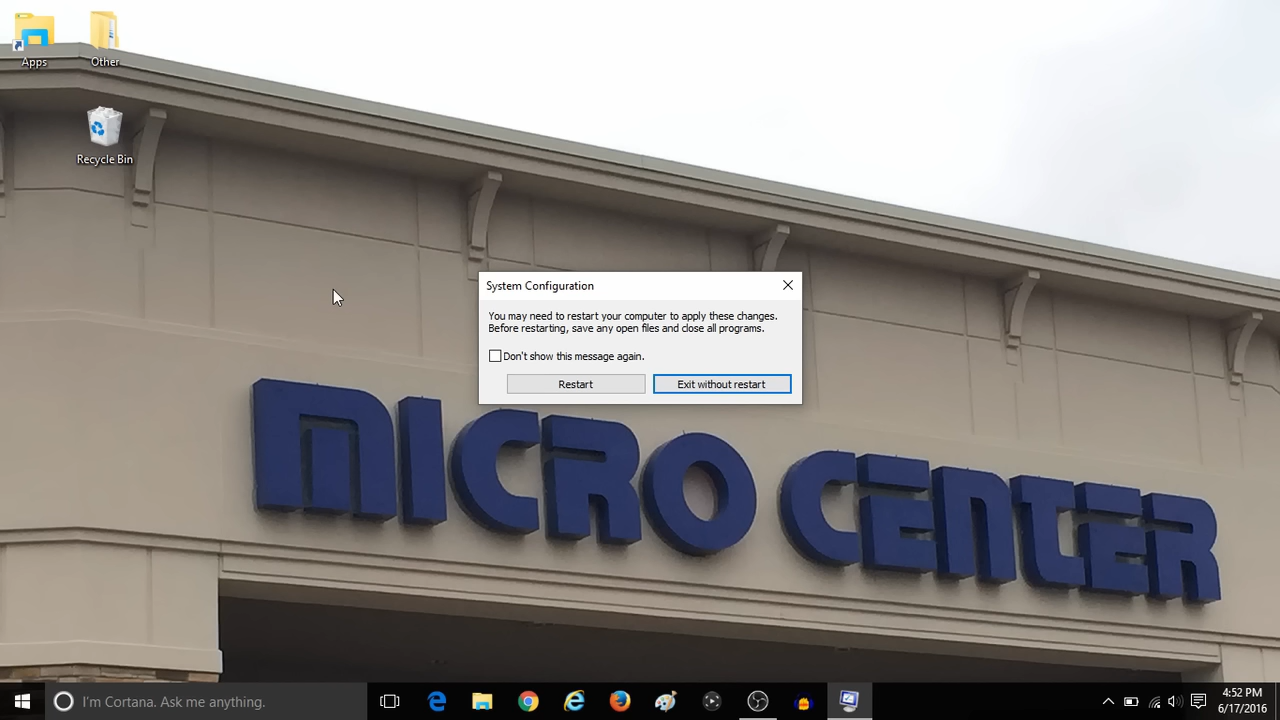 Apps
Other
Recycle Bin
System Configuration
You may need to restart your computer to apply these changes.
Before restarting, save any open files and close all programs.
Don't show this message again.
Restart
Exit without restart
MICRO CENTER
I'm Cortana. Ask me anything.
4:52 PM
6/17/2016